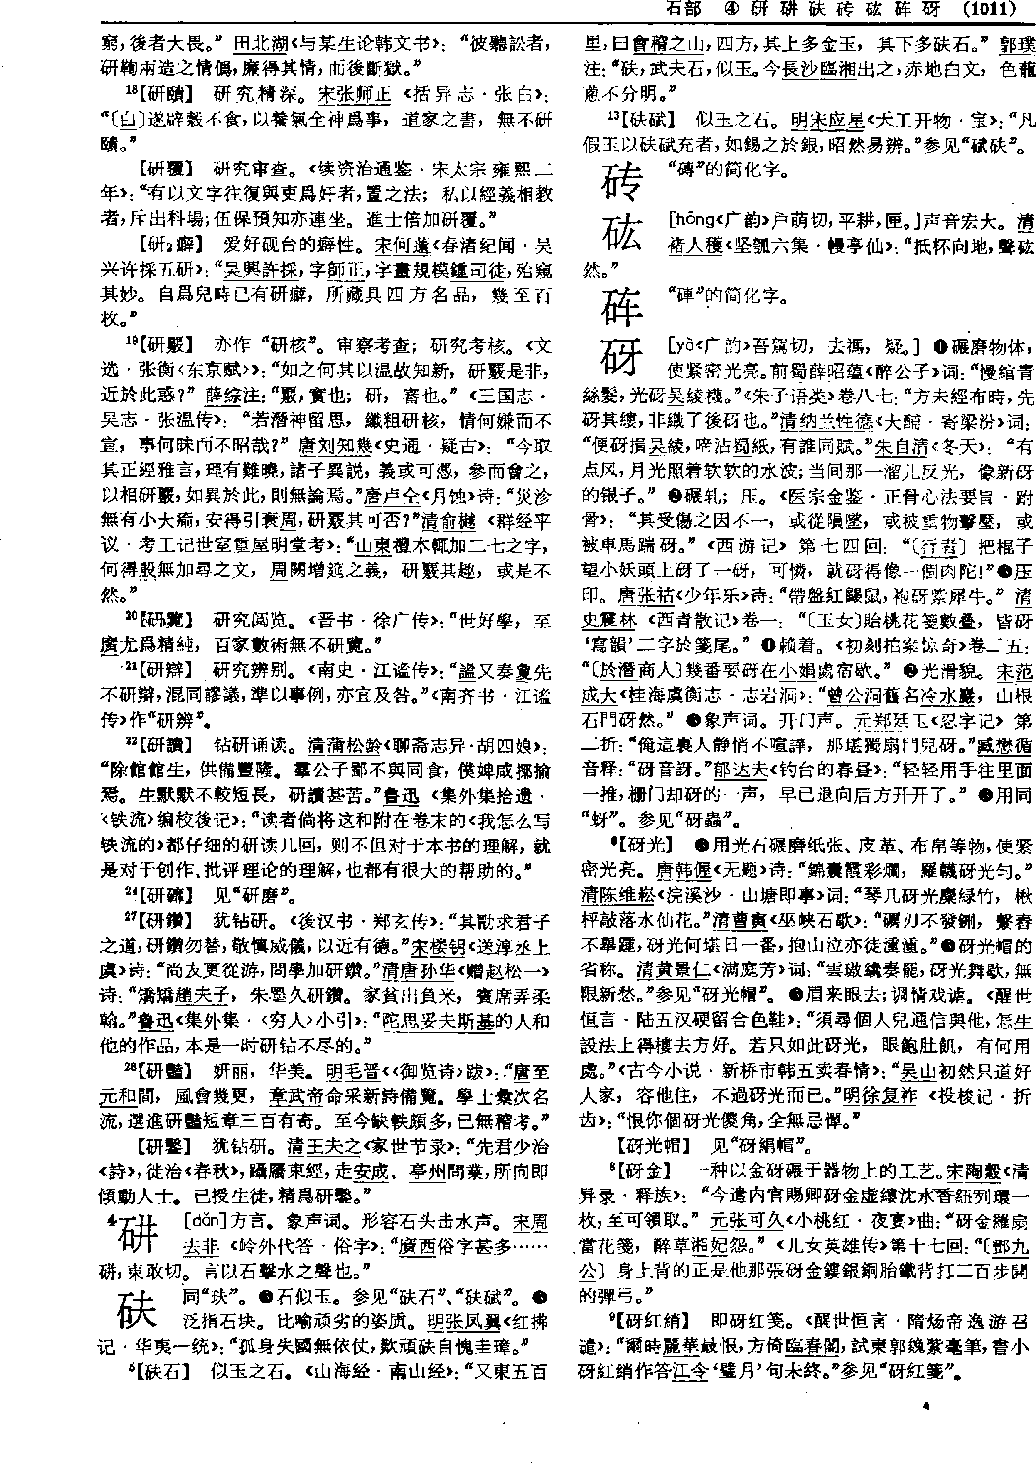 石部 ④ 研 硑 砆 砖 砿 砗 砑 (1011)
窮，後者大畏。”田北湖《与某生论韩文书》：“彼聽訟者，
研鞫兩造之情僞，廉得其情，而後斷獄。”
18【研賾】 研究精深。宋张师正《括异志·张白》：
“〔白〕遂辟穀不食，以養氣全神爲事，道家之書，無不研
賾。”
【研覆】 研究审查。《续资治通鉴·宋太宗雍熙二
年》：“有以文字往復與吏爲奸者，置之法；私以經義相教
者，斥出科場；伍保預知亦連坐。進士倍加研覆。”
【研₂癖】 爱好砚台的癖性。宋何薳《春渚纪闻·吴
兴许採五研》：“吴興許採，字師正，字畫規模鍾司徒，殆窺
其妙。自爲兒時已有研癖，所藏具四方名品，幾至百
枚。”
19【研覈】 亦作“研核”。审察考查；研究考核。《文
选·张衡〈东京赋〉》：“如之何其以温故知新，研覈是非，
近於此惑？”薛综注：“覈，實也；研，審也。”《三国志·
吴志·张温传》：“若潛神留思，纖粗研核，情何嫌而不
宣，事何昧而不昭哉？”唐刘知幾《史通·疑古》：“今取
其正經雅言，理有難曉，諸子異説，義或可憑，參而會之，
以相研覈，如異於此，則無論焉。”唐卢仝《月蚀》诗：“災沴
無有小大瘉，安得引衰周，研覈其可否？”清俞樾《群经平
议·考工记世室重屋明堂考》：“山東禮本輒加二七之字，
何得殷無加尋之文，周闕增筵之義，研覈其趣，或是不
然。”
20【研覽】 研究阅览。《晋书·徐广传》：“世好學，至
廣尤爲精純，百家數術無不研覽。”
21【研辯】 研究辨别。《南史·江谧传》：“謐又奏敻先
不研辯，混同謬議，準以事例，亦宜及咎。”《南齐书·江谧
传》作“研辨”。
22【研讀】 钻研诵读。清蒲松龄《聊斋志异·胡四娘》：
“除館館生，供備豐隆。羣公子鄙不與同食，僕婢咸揶揄
焉。生默默不較短長，研讀甚苦。”鲁迅《集外集拾遗·
〈铁流〉编校後记》：“读者倘将这和附在卷末的《我怎么写
铁流的》都仔细的研读几回，则不但对于本书的理解，就
是对于创作、批评理论的理解，也都有很大的帮助的。”
24【研礳】 见“研磨”。
27【研鑽】 犹钻研。《後汉书·郑玄传》：“其勖求君子
之道，研鑽勿替，敬慎威儀，以近有德。”宋楼钥《送淳丞上
虞》诗：“尚友更從游，問學加研鑽。”清唐孙华《赠赵松一》
诗：“矯矯趙夫子，朱墨久研鑽。家貧出負米，賓席弄柔
翰。”鲁迅《集外集·〈穷人〉小引》：“陀思妥夫斯基的人和
他的作品，本是一时研钻不尽的。”
28【研豔】 妍丽，华美。明毛晋《〈御览诗〉跋》：“唐至
元和間，風會幾更，章武帝命采新詩備覽。學士彙次名
流，選進研豔短章三百有奇。至今缺軼頗多，已無稽考。”
【研鑿】 犹钻研。清王夫之《家世节录》：“先君少治
《詩》，徙治《春秋》，躡屩束經，走安成、亭州問業，所向即
傾動人士。已授生徒，精爲研鑿。”
4硑 [dǎn]方言。象声词。形容石头击水声。宋周
去非《岭外代答·俗字》：“廣西俗字甚多……
硑，東敢切。言以石擊水之聲也。”
砆 同“玞”。❶石似玉。参见“砆石”、“砆碔”。❷
泛指石块。比喻顽劣的姿质。明张凤翼《红拂
记·华夷一统》：“孤身失國無依仗，歎頑砆自愧圭璋。”
5【砆石】 似玉之石。《山海经·南山经》：“又東五百
里，曰會稽之山，四方，其上多金玉，其下多砆石。”郭璞
注：“砆，武夫石，似玉。今長沙臨湘出之，赤地白文，色蘢
蔥不分明。”
13【砆碔】 似玉之石。明宋应星《天工开物·宝》：“凡
假玉以砆碔充者，如錫之於銀，昭然易辨。”参见“碔砆”。
砖 “磚”的简化字。
砿 [hōng《广韵》户萌切，平耕，匣。]声音宏大。清
褚人穫《坚瓠六集·幔亭仙》：“抵杯向地，聲砿
然。”
砗 “硨”的简化字。
砑 [yà《广韵》吾駕切，去禡，疑。] ❶碾磨物体，
使紧密光亮。前蜀薛昭蕴《醉公子》词：“慢綰青
絲髮，光砑吴綾襪。”《朱子语类》卷八七：“方未經布時，先
砑其縷，非織了後砑也。”清纳兰性德《大酺·寄梁汾》词：
“便砑損吴綾，啼沾蜀紙，有誰同賦。”朱自清《冬天》：“有
点风，月光照着软软的水波；当间那一溜儿反光，像新砑
的银子。” ❷碾轧；压。《医宗金鉴·正骨心法要旨·跗
骨》：“其受傷之因不一，或從隕墜，或被重物擊壓，或
被車馬踹砑。”《西游记》第七四回：“〔行者〕把棍子
望小妖頭上砑了一砑，可憐，就砑得像一個肉陀！”❸压
印。唐张祜《少年乐》诗：“帶盤紅鼴鼠，袍砑紫犀牛。”清
史震林《西青散记》卷一：“〔玉女〕貽桃花箋數疊，皆砑
‘寫韻’二字於箋尾。” ❹赖着。《初刻拍案惊奇》卷二五：
“〔於潛商人〕幾番要砑在小娟處宿歇。” ❺光滑貌。宋范
成大《桂海虞衡志·志岩洞》：“曾公洞舊名冷水巖，山根
石門砑然。” ❻象声词。开门声。元郑廷玉《忍字记》第
二折：“俺這裏人静悄不喧譁，那堪獨扇門兒砑。”臧懋循
音释：“砑音訝。”郁达夫《钓台的春昼》：“轻轻用手往里面
一推，栅门却砑的一声，早已退向后方开开了。” ❼用同
“蚜”。参见“砑蟲”。
6【砑光】 ❶用光石碾磨纸张、皮革、布帛等物，使紧
密光亮。唐韩偓《无题》诗：“錦囊霞彩爛，羅襪砑光匀。”
清陈维崧《浣溪沙·山塘即事》词：“琴几砑光麋绿竹，楸
枰敲落水仙花。”清曹寅《巫峡石歌》：“礪刃不發鉶，繫舂
不舉踵，砑光何堪日一番，抱山泣亦徒湩湩。”❷砑光帽的
省称。清黄景仁《满庭芳》词：“雲璈續奏能，砑光舞歇，無
限新愁。”参见“砑光帽”。 ❸眉来眼去；调情戏谑。《醒世
恒言·陆五汉硬留合色鞋》：“須尋個人兒通信與他，怎生
設法上得樓去方好。若只如此砑光，眼飽肚飢，有何用
處。”《古今小说·新桥市韩五卖春情》：“吴山初然只道好
人家，容他住，不過砑光而已。”明徐复祚《投梭记·折
齿》：“恨你個砑光傻角，全無忌憚。”
【砑光帽】 见“砑絹帽”。
8【砑金】 一种以金砑碾于器物上的工艺。宋陶穀《清
异录·释族》：“今遣内官賜卿砑金虚縷沈水香紐列環一
枚，至可領取。”元张可久《小桃红·夜宴》曲：“砑金羅扇
當花箋，醉草湘妃怨。”《儿女英雄传》第十七回：“〔鄧九
公〕身上背的正是他那張砑金鏤銀銅胎鐵背打二百步開
的彈弓。”
9【砑红綃】 即砑红笺。《醒世恒言·隋炀帝逸游召
谴》：“爾時麗華最恨，方倚臨春閣，試東郭㕙紫毫筆，書小
砑紅綃作答江令‘璧月’句未終。”参见“砑红箋”。